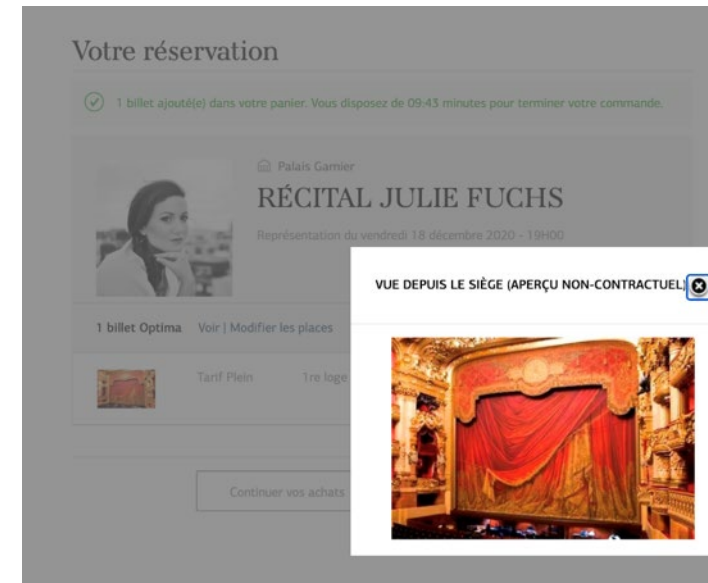 Votre réservation
1 billet ajouté(e) dans votre panier. Vous disposez de 09:43 minutes pour terminer votre commande.
Palais Garnier
RÉCITAL JULIE FUCHS
Représentation du vendredi 18 décembre 2020 - 19H00
VUE DEPUIS LE SIÈGE (APERÇU NON-CONTRACTUEL)
1 billet Optima Voir | Modifier les places
Tarif Plein 1re loge
Continuer vos achats